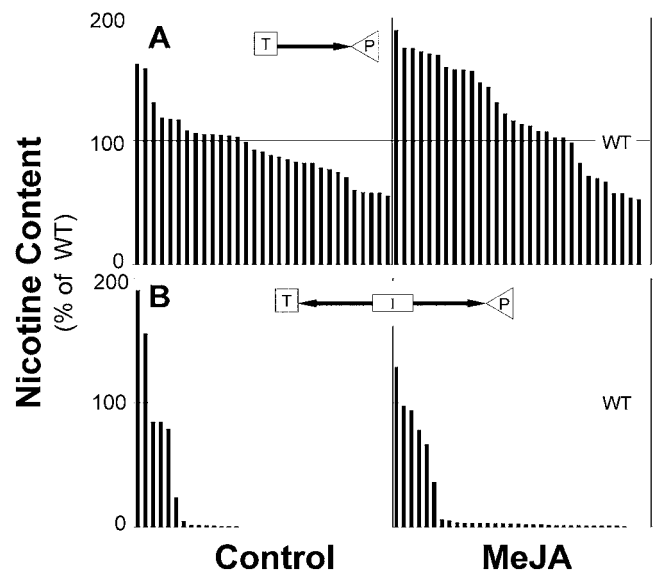 200
A
T
P
100
WT
0
Nicotine Content
(% of WT)
200
B
T
I
P
100
WT
0
Control
MeJA